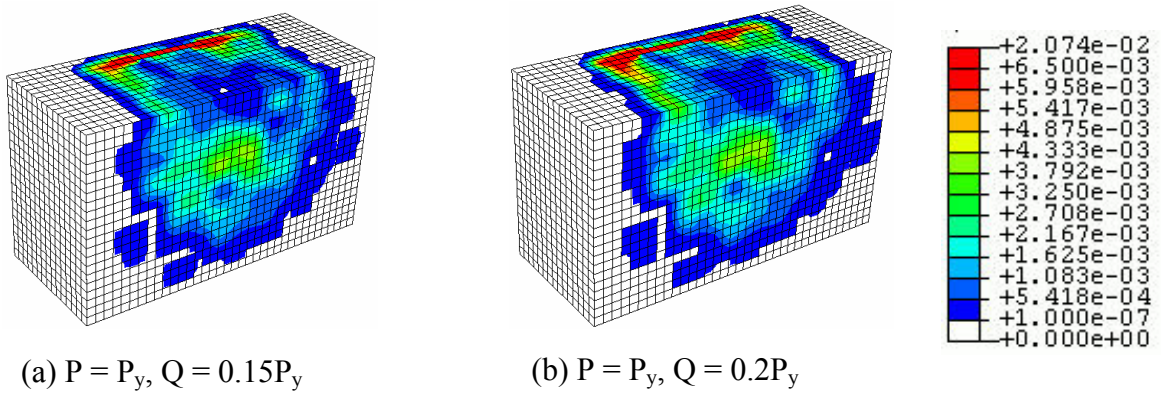 +2.074e-02
+6.500e-03
+5.958e-03
+5.417e-03
+4.875e-03
+4.333e-03
+3.792e-03
+3.250e-03
+2.708e-03
+2.167e-03
+1.625e-03
+1.083e-03
+5.418e-04
+1.000e-07
+0.000e+00
(a) P = Py, Q = 0.15Py
(b) P = Py, Q = 0.2Py